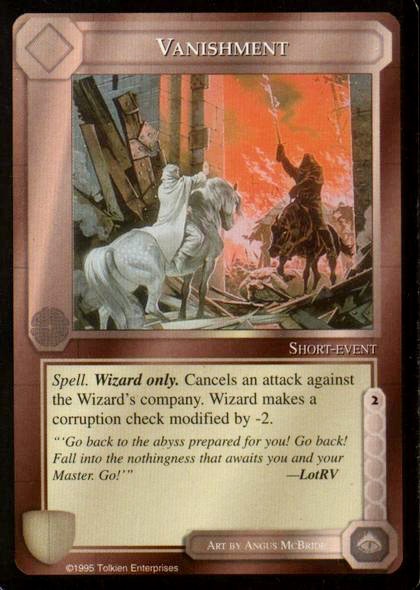 VANISHMENT
SHORT-EVENT
Spell. Wizard only. Cancels an attack against
the Wizard's company. Wizard makes a
corruption check modified by -2.
2
"'Go back to the abyss prepared for you! Go back!
Fall into the nothingness that awaits you and your
Master. Go!'" —LotRV
ART BY ANGUS MCBRIDE
©1995 Tolkien Enterprises